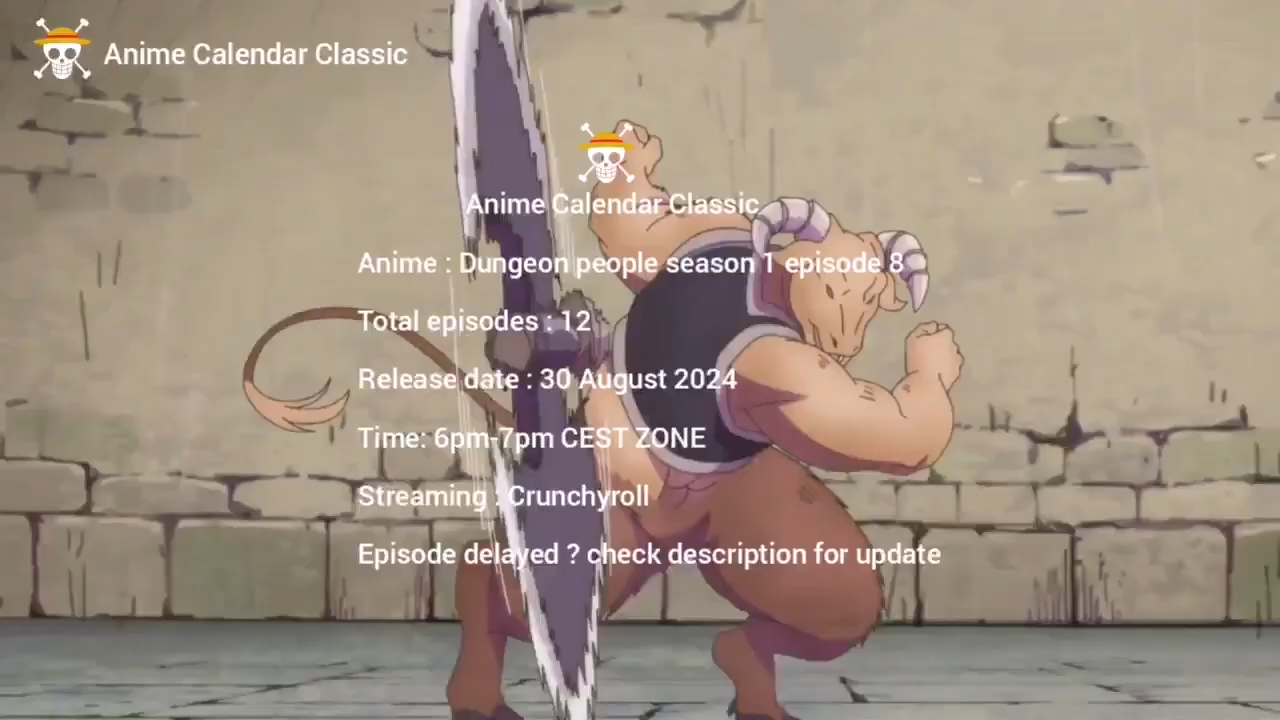 Anime Calendar Classic
Anime Calendar Classic
Anime : Dungeon people season 1 episode 8
Total episodes : 12
Release date : 30 August 2024
Time: 6pm-7pm CEST ZONE
Streaming : Crunchyroll
Episode delayed ? check description for update